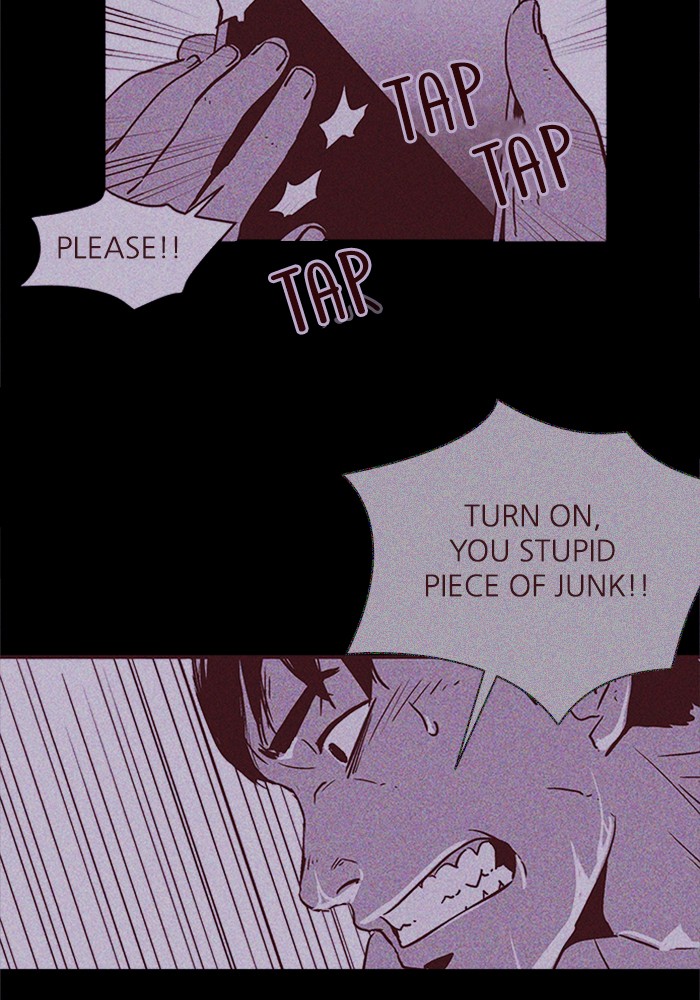 TAP
TAP
PLEASE!!
TAP
TURN ON,
YOU STUPID
PIECE OF JUNK!!